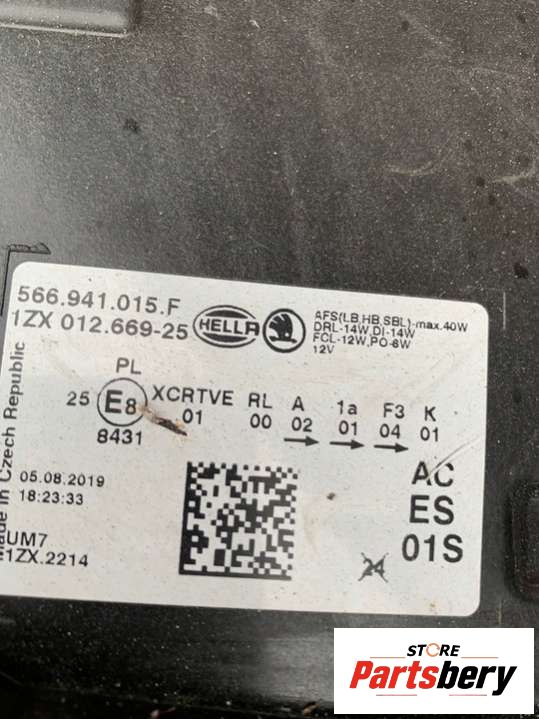 566.941.015.F
1ZX 012.669-25
HELLA
AFS(LB,HB,SBL)-max.40W
DRL-14W,DI-14W
FCL-12W,PO-6W
12V
PL
25 E8 XCRTVE RL A 1a F3 K
8431 01 00 02 01 04 01
05.08.2019
18:23:33
UM7
1ZX.2214
made in Czech Republic
AC
ES
01S
24
STORE
Partsbery